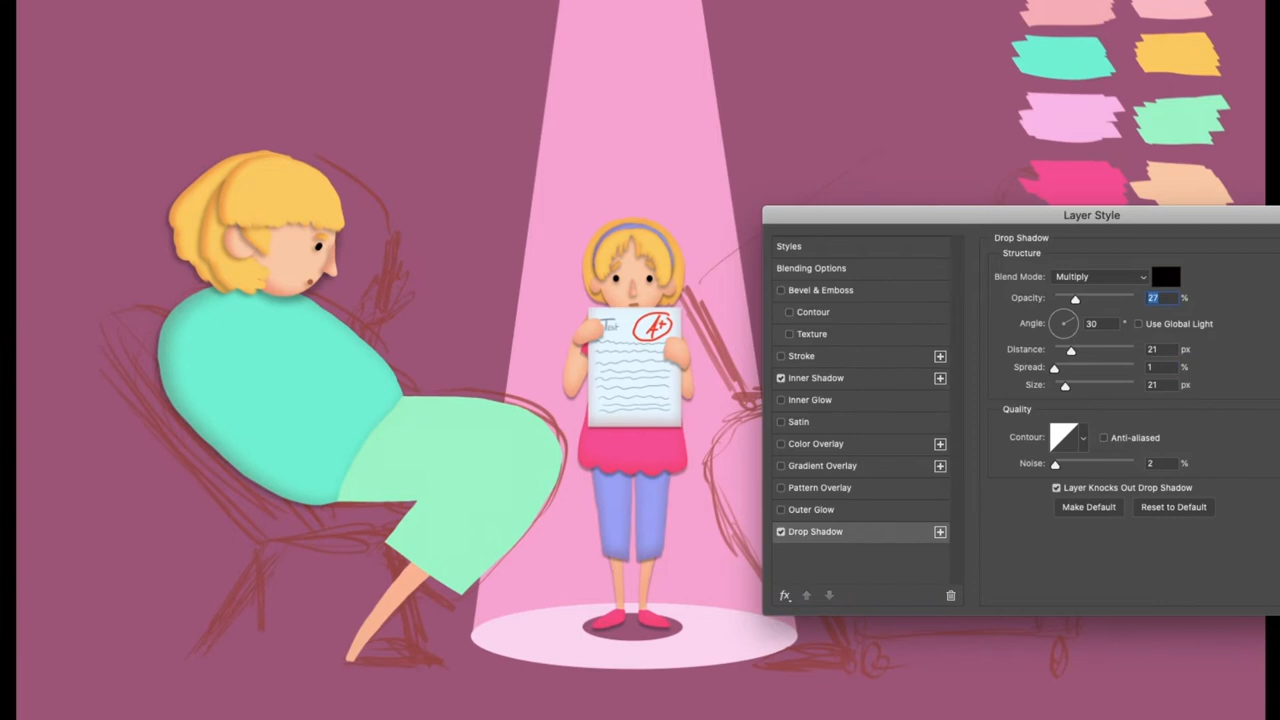 Test A+
Layer Style
Styles
Blending Options
Bevel & Emboss
Contour
Texture
Stroke
Inner Shadow
Inner Glow
Satin
Color Overlay
Gradient Overlay
Pattern Overlay
Outer Glow
Drop Shadow
fx
Drop Shadow
Structure
Blend Mode: Multiply
Opacity: 27 %
Angle: 30 ° Use Global Light
Distance: 21 px
Spread: 1 %
Size: 21 px
Quality
Contour: Anti-aliased
Noise: 2 %
Layer Knocks Out Drop Shadow
Make Default Reset to Default